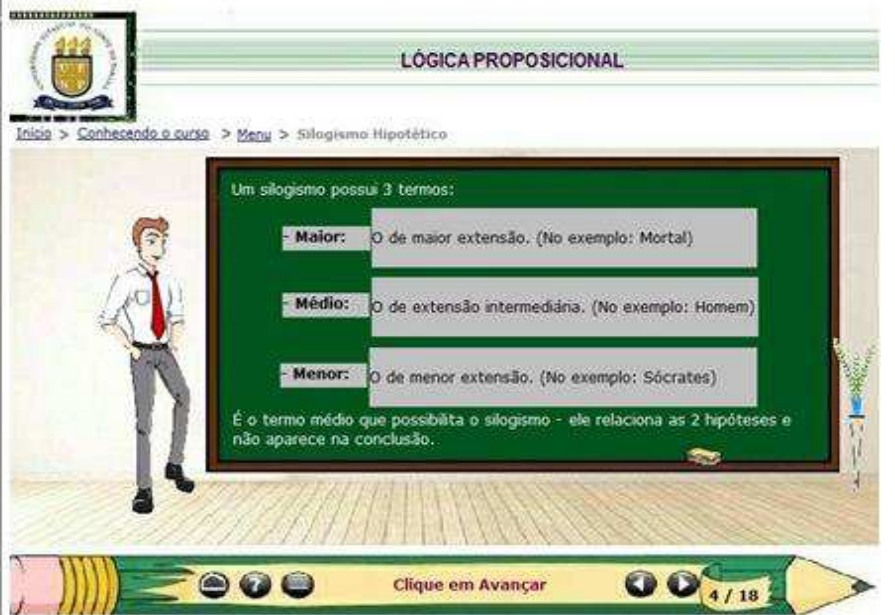 LÓGICA PROPOSICIONAL
Início > Conhecendo o curso > Menu > Silogismo Hipotético
Um silogismo possui 3 termos:
- Maior: O de maior extensão. (No exemplo: Mortal)
- Médio: O de extensão intermediária. (No exemplo: Homem)
- Menor: O de menor extensão. (No exemplo: Sócrates)
É o termo médio que possibilita o silogismo - ele relaciona as 2 hipóteses e
não aparece na conclusão.
Clique em Avançar
4 / 18